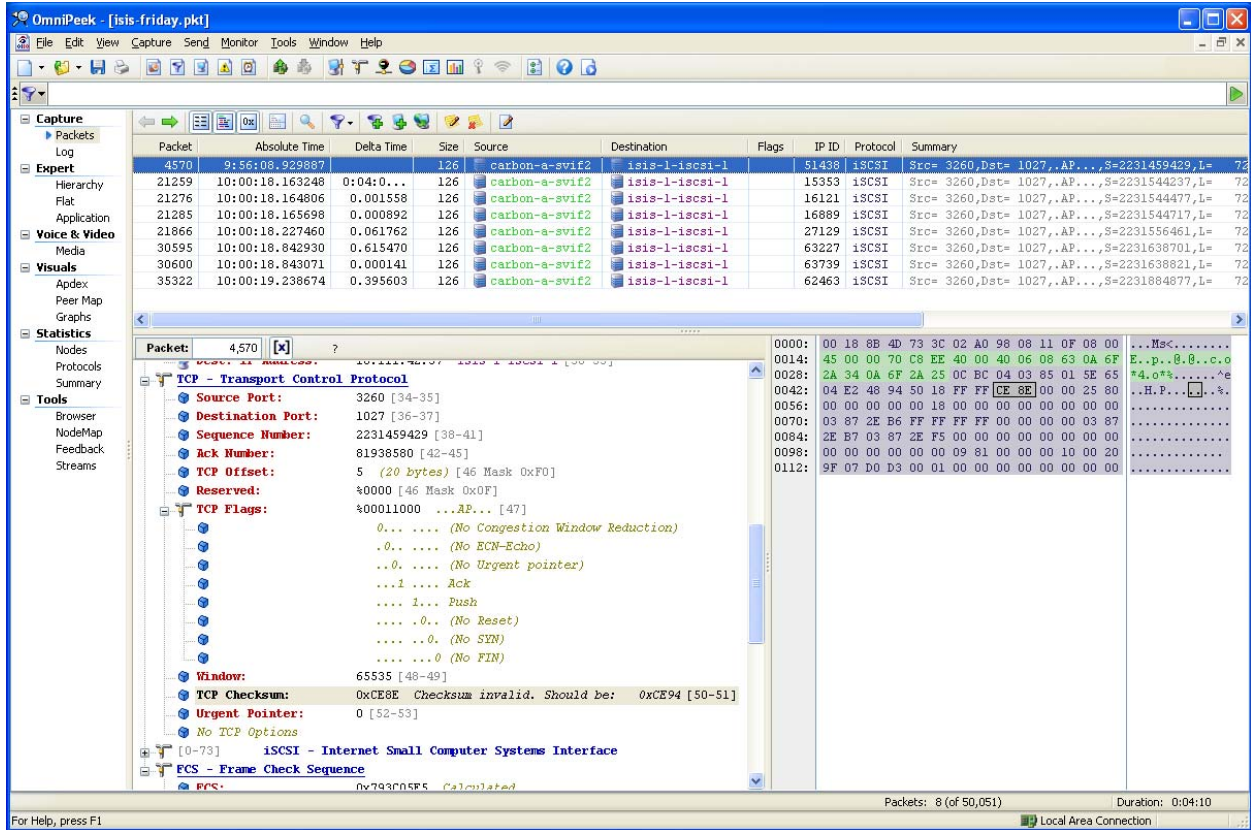 OmniPeek - [isis-friday.pkt]
File Edit View Capture Send Monitor Tools Window Help
Capture
Packets
Log
Expert
Hierarchy
Flat
Application
Voice & Video
Media
Visuals
Apdex
Peer Map
Graphs
Statistics
Nodes
Protocols
Summary
Tools
Browser
NodeMap
Feedback
Streams
Packet Absolute Time Delta Time Size Source Destination Flags IP ID Protocol Summary
4570 9:56:08.929887 126 carbon-a-svif2 isis-1-iscsi-1 51438 iSCSI Src= 3260,Dst= 1027,.AP...,S=2231459429,L= 72
21259 10:00:18.163248 0:04:0... 126 carbon-a-svif2 isis-1-iscsi-1 15353 iSCSI Src= 3260,Dst= 1027,.AP...,S=2231544237,L= 72
21276 10:00:18.164806 0.001558 126 carbon-a-svif2 isis-1-iscsi-1 16121 iSCSI Src= 3260,Dst= 1027,.AP...,S=2231544477,L= 72
21285 10:00:18.165698 0.000892 126 carbon-a-svif2 isis-1-iscsi-1 16889 iSCSI Src= 3260,Dst= 1027,.AP...,S=2231544717,L= 72
21866 10:00:18.227460 0.061762 126 carbon-a-svif2 isis-1-iscsi-1 27129 iSCSI Src= 3260,Dst= 1027,.AP...,S=2231556461,L= 72
30595 10:00:18.842930 0.615470 126 carbon-a-svif2 isis-1-iscsi-1 63227 iSCSI Src= 3260,Dst= 1027,.AP...,S=2231638701,L= 72
30600 10:00:18.843071 0.000141 126 carbon-a-svif2 isis-1-iscsi-1 63739 iSCSI Src= 3260,Dst= 1027,.AP...,S=2231638821,L= 72
35322 10:00:19.238674 0.395603 126 carbon-a-svif2 isis-1-iscsi-1 62463 iSCSI Src= 3260,Dst= 1027,.AP...,S=2231884877,L= 72
Packet: 4,570 [x] ?
TCP - Transport Control Protocol
Source Port: 3260 [34-35]
Destination Port: 1027 [36-37]
Sequence Number: 2231459429 [38-41]
Ack Number: 81938580 [42-45]
TCP Offset: 5 (20 bytes) [46 Mask 0xF0]
Reserved: %0000 [46 Mask 0x0F]
TCP Flags: %00011000 ...AP... [47]
0... .... (No Congestion Window Reduction)
.0.. .... (No ECN-Echo)
..0. .... (No Urgent pointer)
...1 .... Ack
.... 1... Push
.... .0.. (No Reset)
.... ..0. (No SYN)
.... ...0 (No FIN)
Window: 65535 [48-49]
TCP Checksum: 0xCE8E Checksum invalid. Should be: 0xCE94 [50-51]
Urgent Pointer: 0 [52-53]
No TCP Options
[0-73] iSCSI - Internet Small Computer Systems Interface
FCS - Frame Check Sequence
FCS: 0x793C05F5 Calculated
0000: 00 18 8B 4D 73 3C 02 A0 98 08 11 0F 08 00 ...Ms<........
0014: 45 00 00 70 C8 EE 40 00 40 06 08 63 0A 6F E..p..@.@..c.o
0028: 2A 34 0A 6F 2A 25 0C BC 04 03 85 01 5E 65 *4.o*%......^e
0042: 04 E2 48 94 50 18 FF FF CE 8E 00 00 25 80 ..H.P.......%.
0056: 00 00 00 00 00 18 00 00 00 00 00 00 00 00 ..............
0070: 03 87 2E B6 FF FF FF FF 00 00 00 00 03 87 ..............
0084: 2E B7 03 87 2E F5 00 00 00 00 00 00 00 00 ..............
0098: 00 00 00 00 00 00 09 81 00 00 00 10 00 20 ..............
0112: 9F 07 D0 D3 00 01 00 00 00 00 00 00 00 00 ..............
Packets: 8 (of 50,051) Duration: 0:04:10
For Help, press F1 Local Area Connection